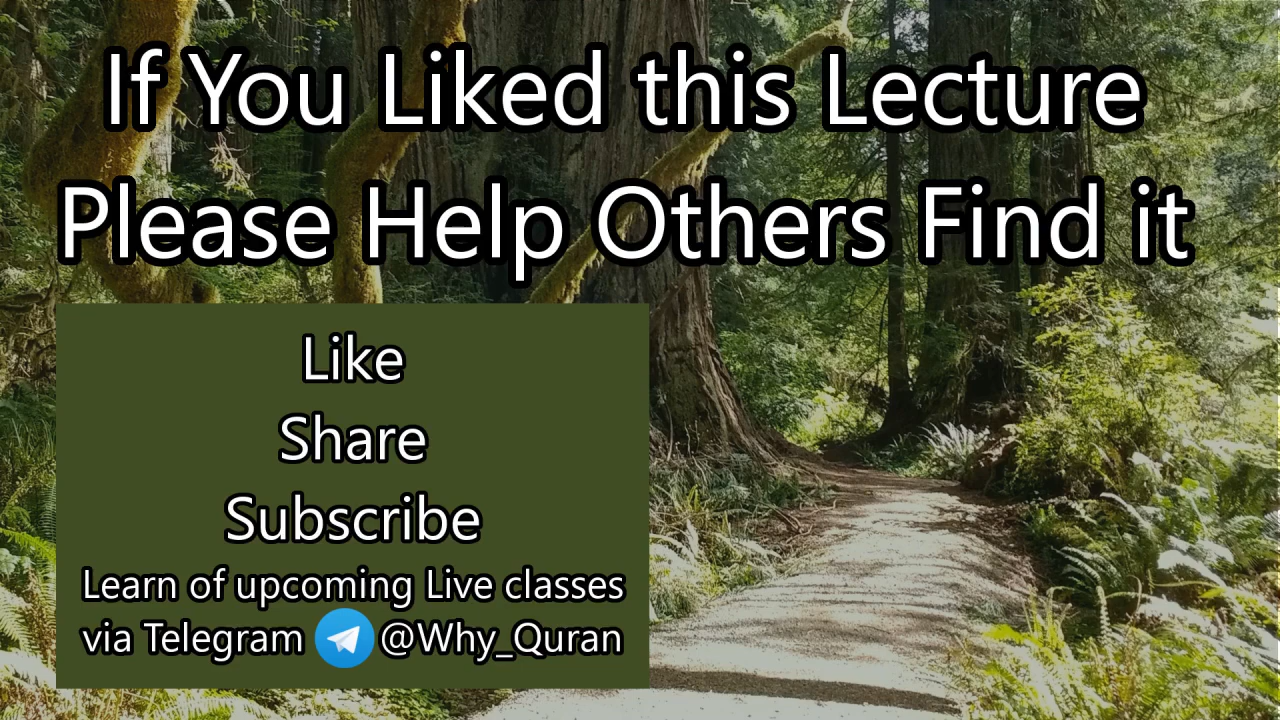 If You Liked this Lecture
Please Help Others Find it
Like
Share
Subscribe
Learn of upcoming Live classes
via Telegram @Why_Quran